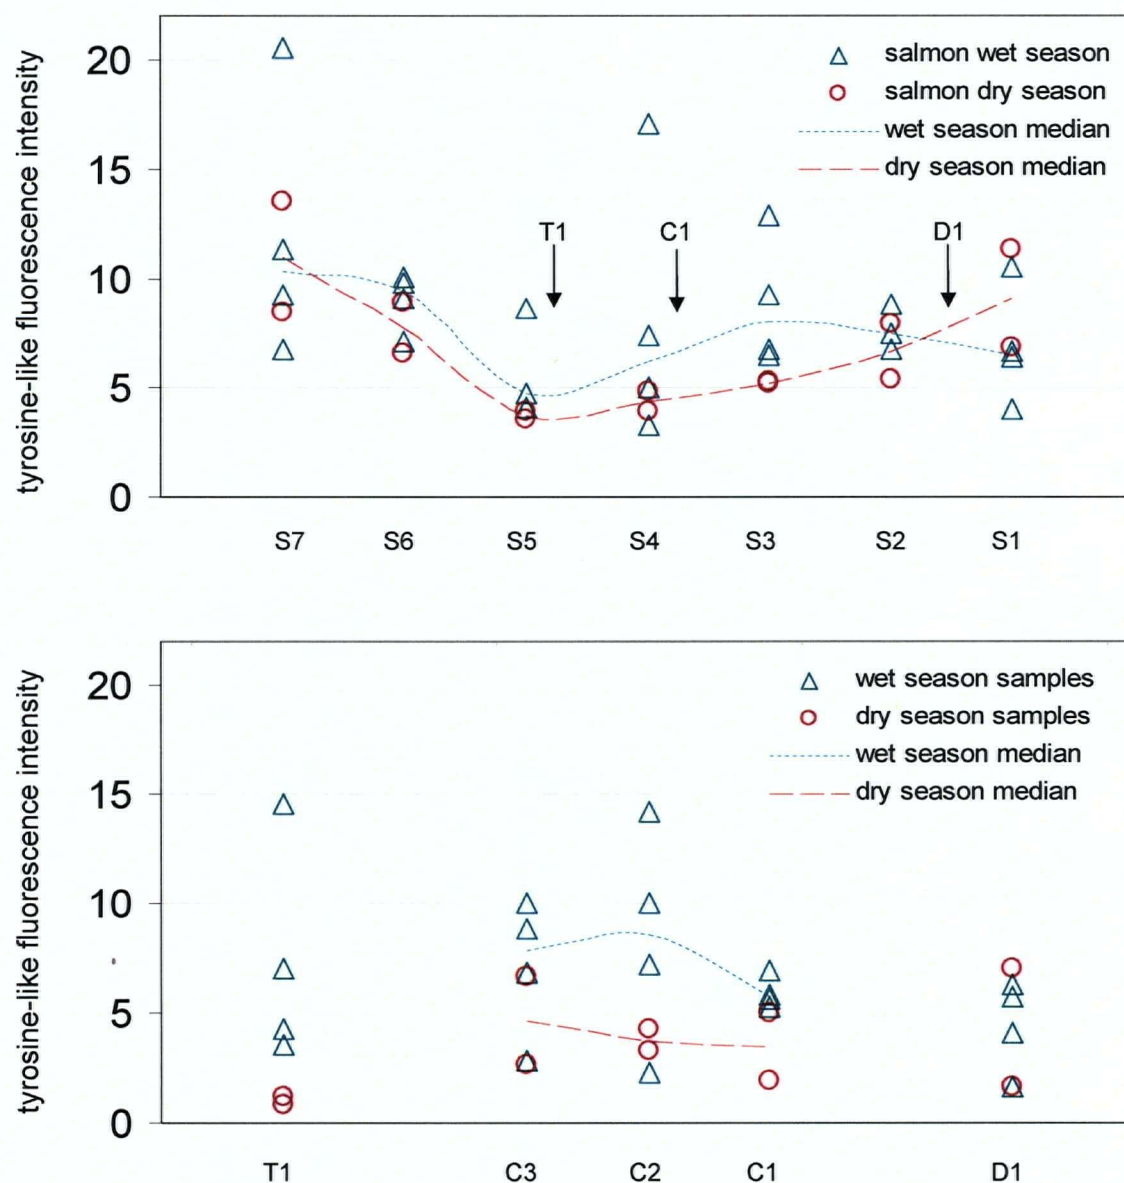 tyrosine-like fluorescence intensity
20
15
10
5
0
salmon wet season
salmon dry season
wet season median
dry season median
T1
C1
D1
S7 S6 S5 S4 S3 S2 S1
tyrosine-like fluorescence intensity
20
15
10
5
0
wet season samples
dry season samples
wet season median
dry season median
T1 C3 C2 C1 D1